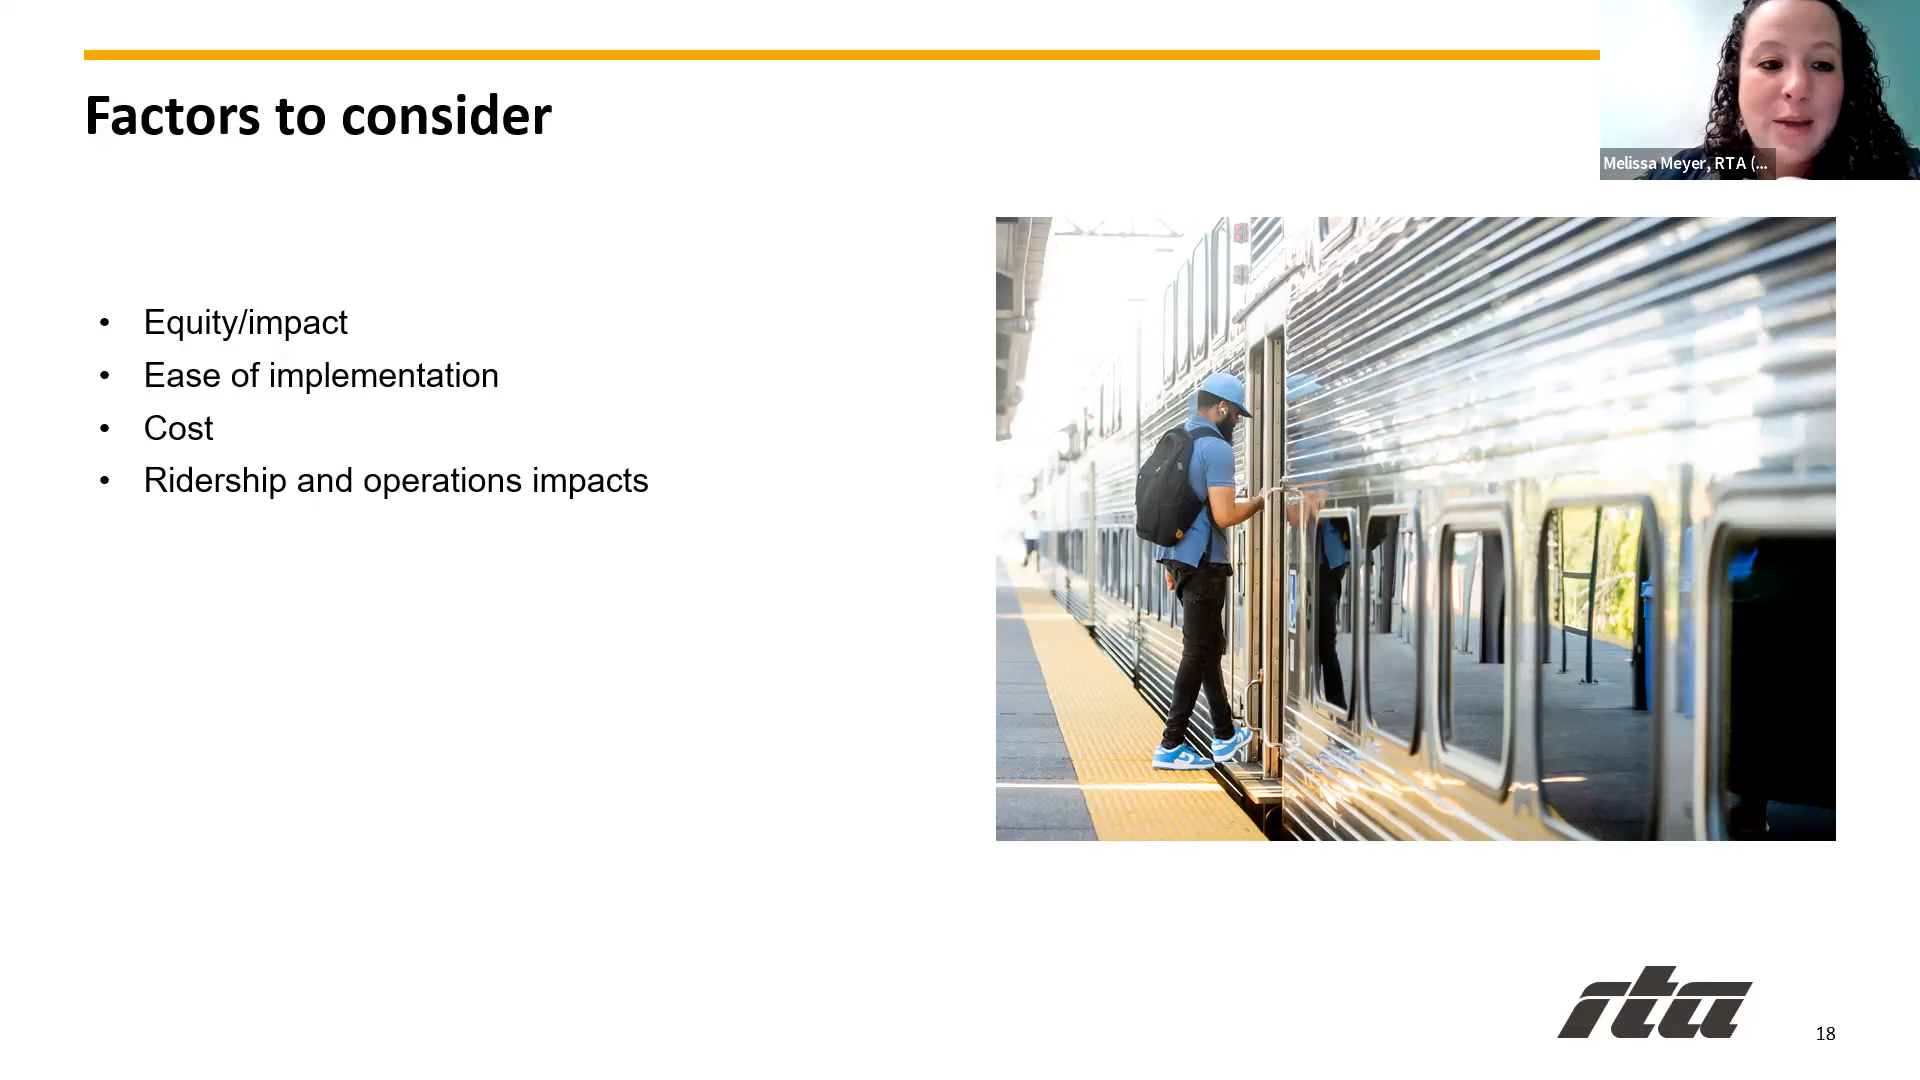 Factors to consider
Melissa Meyer, RTA (...
• Equity/impact
• Ease of implementation
• Cost
• Ridership and operations impacts
rta
18